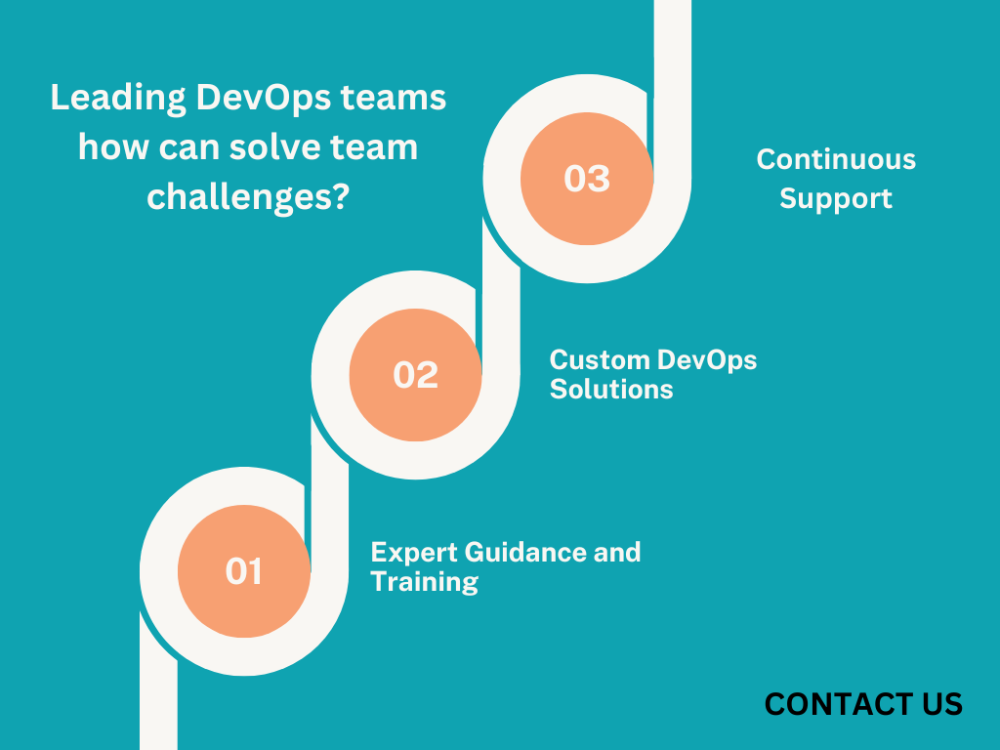 Leading DevOps teams
how can solve team
challenges?
03
Continuous
Support
02
Custom DevOps
Solutions
01
Expert Guidance and
Training
CONTACT US